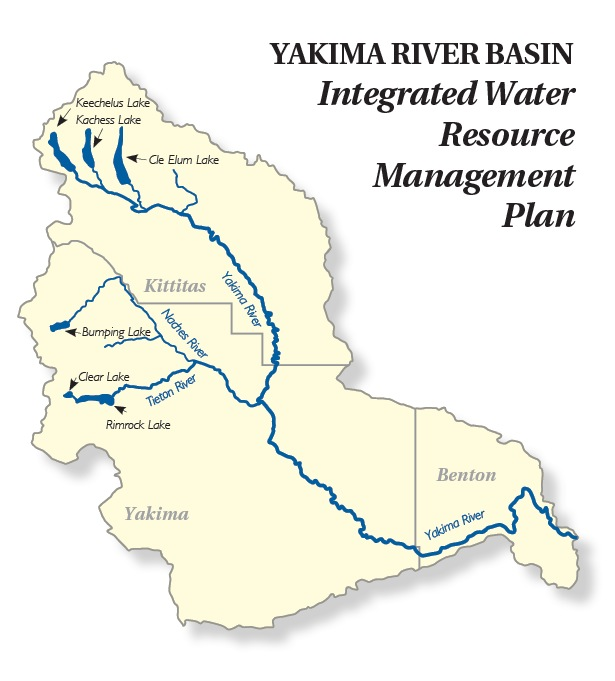 YAKIMA RIVER BASIN
Integrated Water
Resource
Management
Plan
Keechelus Lake
Kachess Lake
Cle Elum Lake
Kittitas
Yakima River
Naches River
Bumping Lake
Clear Lake
Tieton River
Rimrock Lake
Benton
Yakima
Yakima River